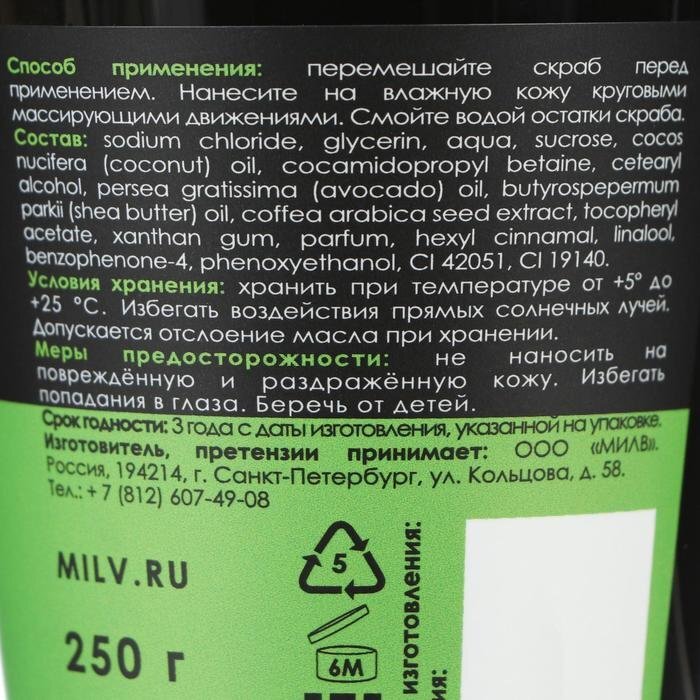 Способ применения: перемешайте скраб перед
применением. Нанесите на влажную кожу круговыми
массирующими движениями. Смойте водой остатки скраба.
Состав: sodium chloride, glycerin, aqua, sucrose, cocos
nucifera (coconut) oil, cocamidopropyl betaine, cetearyl
alcohol, persea gratissima (avocado) oil, butyrospepermum
parkii (shea butter) oil, coffea arabica seed extract, tocopheryl
acetate, xanthan gum, parfum, hexyl cinnamal, linalool,
benzophenone-4, phenoxyethanol, CI 42051, CI 19140.
Условия хранения: хранить при температуре от +5° до
+25 °C. Избегать воздействия прямых солнечных лучей.
Допускается отслоение масла при хранении.
Меры предосторожности: не наносить на
повреждённую и раздражённую кожу. Избегать
попадания в глаза. Беречь от детей.
Срок годности: 3 года с даты изготовления, указанной на упаковке.
Изготовитель, претензии принимает: ООО «МИЛВ».
Россия, 194214, г. Санкт-Петербург, ул. Кольцова, д. 58.
Тел.: + 7 (812) 607-49-08
MILV.RU
250 г
5
6M
изготовления: